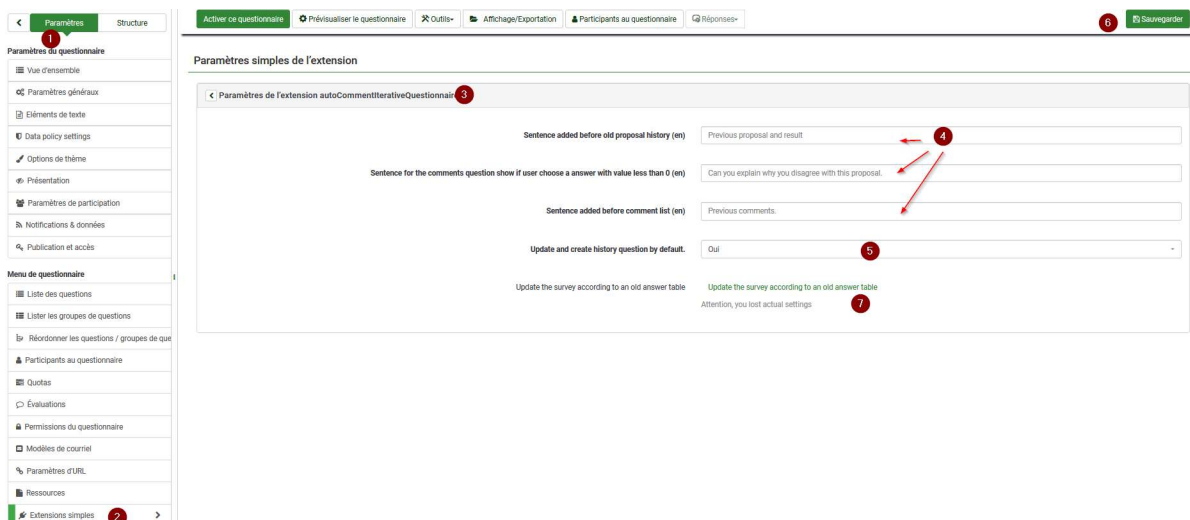 Paramètres Structure
1
Paramètres du questionnaire
Vue d'ensemble
Paramètres généraux
Eléments de texte
Data policy settings
Options de thème
Présentation
Paramètres de participation
Notifications & données
Publication et accès
Menu de questionnaire
Liste des questions
Lister les groupes de questions
Réordonner les questions / groupes de que
Participants au questionnaire
Quotas
Évaluations
Permissions du questionnaire
Modèles de courriel
Paramètres d'URL
Ressources
Extensions simples 2
Activer ce questionnaire Prévisualiser le questionnaire Outils Affichage/Exportation Participants au questionnaire Réponses 6 Sauvegarder
Paramètres simples de l'extension
Paramètres de l'extension autoCommentIterativeQuestionnair 3
Sentence added before old proposal history (en) Previous proposal and result 4
Sentence for the comments question show if user choose a answer with value less than 0 (en) Can you explain why you disagree with this proposal.
Sentence added before comment list (en) Previous comments.
Update and create history question by default. Oui 5
Update the survey according to an old answer table Update the survey according to an old answer table
Attention, you lost actual settings 7